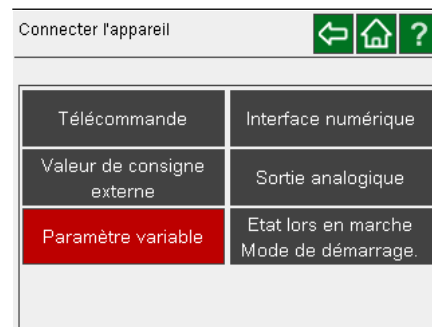 Connecter l'appareil
?
Télécommande
Interface numérique
Valeur de consigne
externe
Sortie analogique
Paramètre variable
Etat lors en marche
Mode de démarrage.